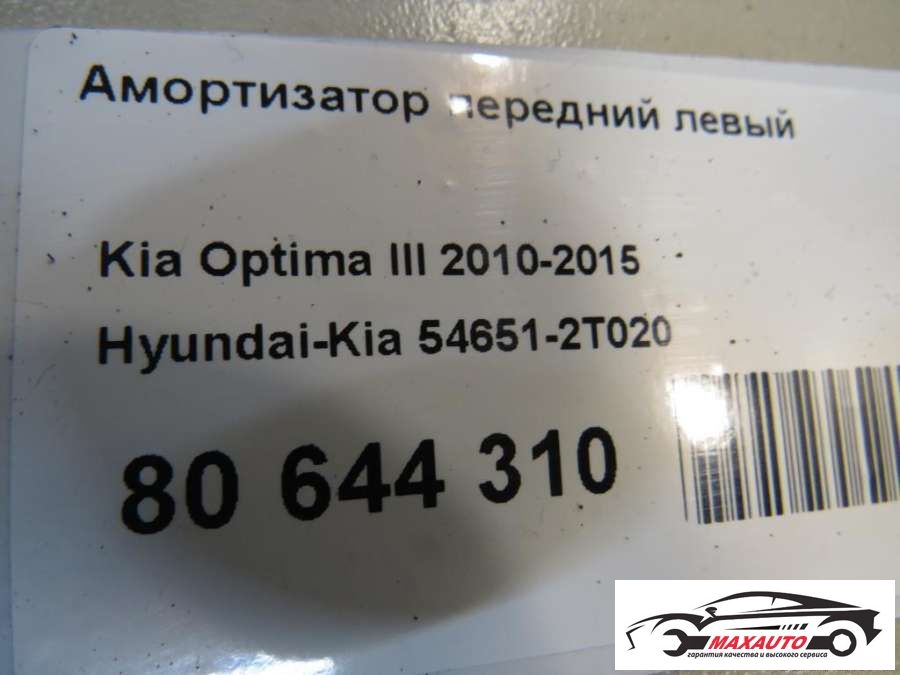 Амортизатор передний левый
Kia Optima III 2010-2015
Hyundai-Kia 54651-2T020
80 644 310
MAXAUTO
гарантия качества и высокого сервиса